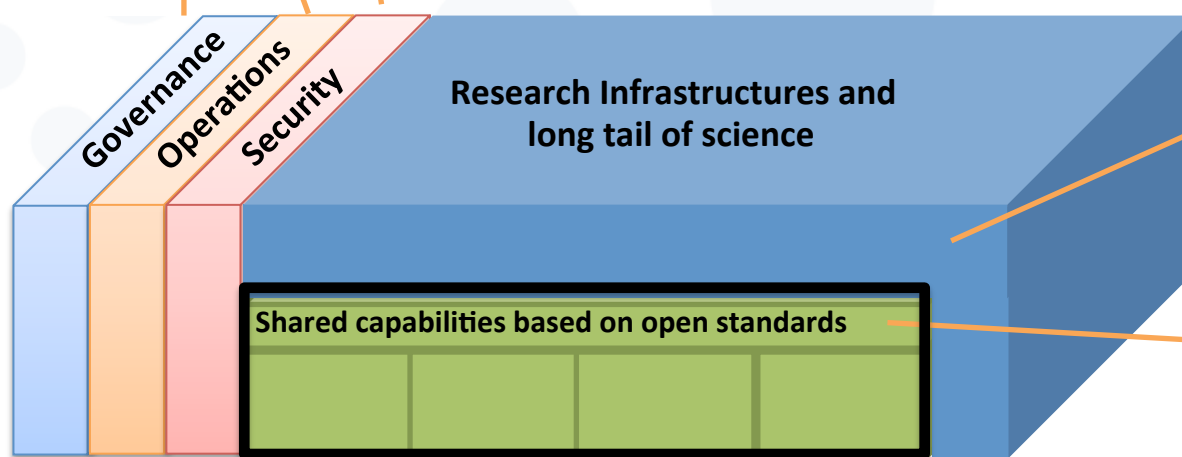 Governance
Operations
Security
Research Infrastructures and
long tail of science
Shared capabilities based on open standards